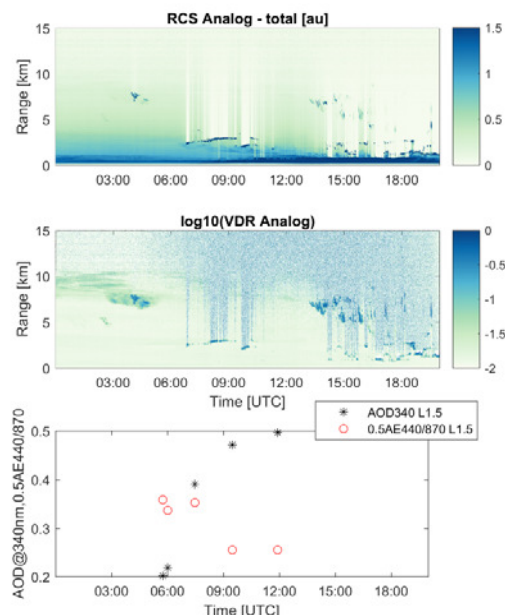 RCS Analog - total [au]
15
10
5
0
Range [km]
03:00 06:00 09:00 12:00 15:00 18:00
1.5
1
0.5
0
log10(VDR Analog)
15
10
5
0
Range [km]
03:00 06:00 09:00 12:00 15:00 18:00
Time [UTC]
0
-0.5
-1
-1.5
-2
AOD340 L1.5
0.5AE440/870 L1.5
0.5
0.4
0.3
0.2
AOD@340nm,0.5AE440/870
03:00 06:00 09:00 12:00 15:00 18:00
Time [UTC]